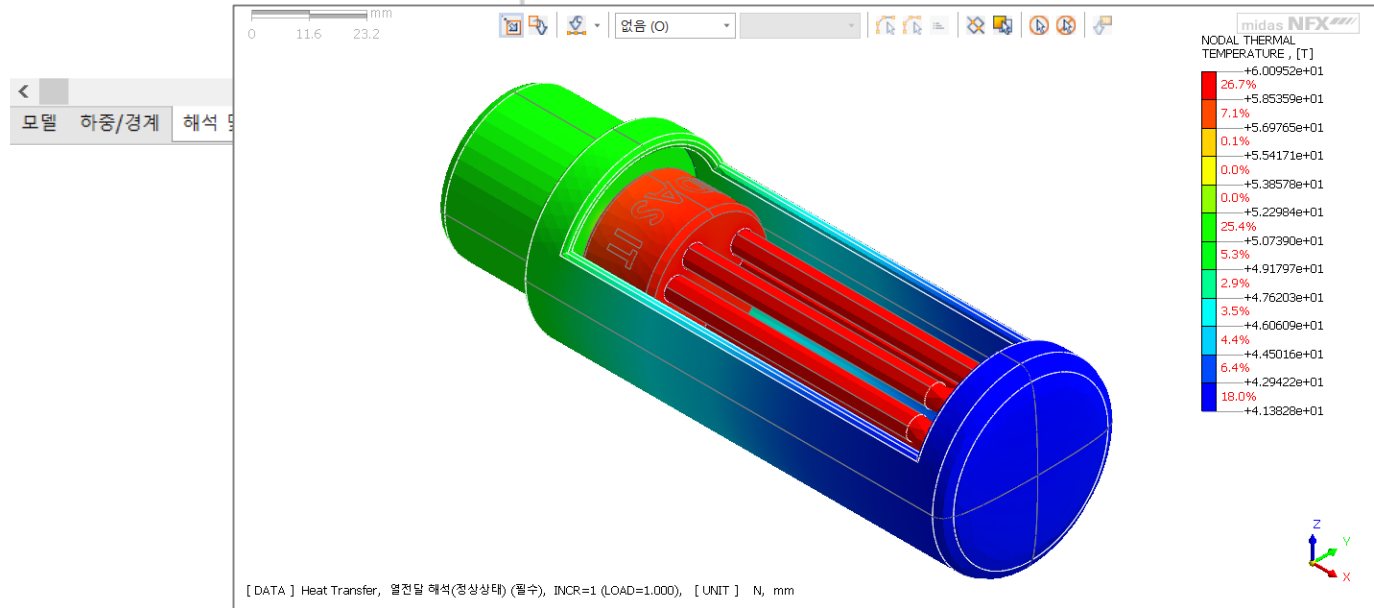 mm
0 11.6 23.2
없음 (O)
midas NFX
NODAL THERMAL
TEMPERATURE , [T]
+6.00952e+01
26.7%
+5.85359e+01
7.1%
+5.69765e+01
0.1%
+5.54171e+01
0.0%
+5.38578e+01
0.0%
+5.22984e+01
25.4%
+5.07390e+01
5.3%
+4.91797e+01
2.9%
+4.76203e+01
3.5%
+4.60609e+01
4.4%
+4.45016e+01
6.4%
+4.29422e+01
18.0%
+4.13828e+01
모델 하중/경계 해석
DAS IT
Z
Y
X
[ DATA ] Heat Transfer, 열전달 해석(정상상태) (필수), INCR=1 (LOAD=1.000), [ UNIT ] N, mm